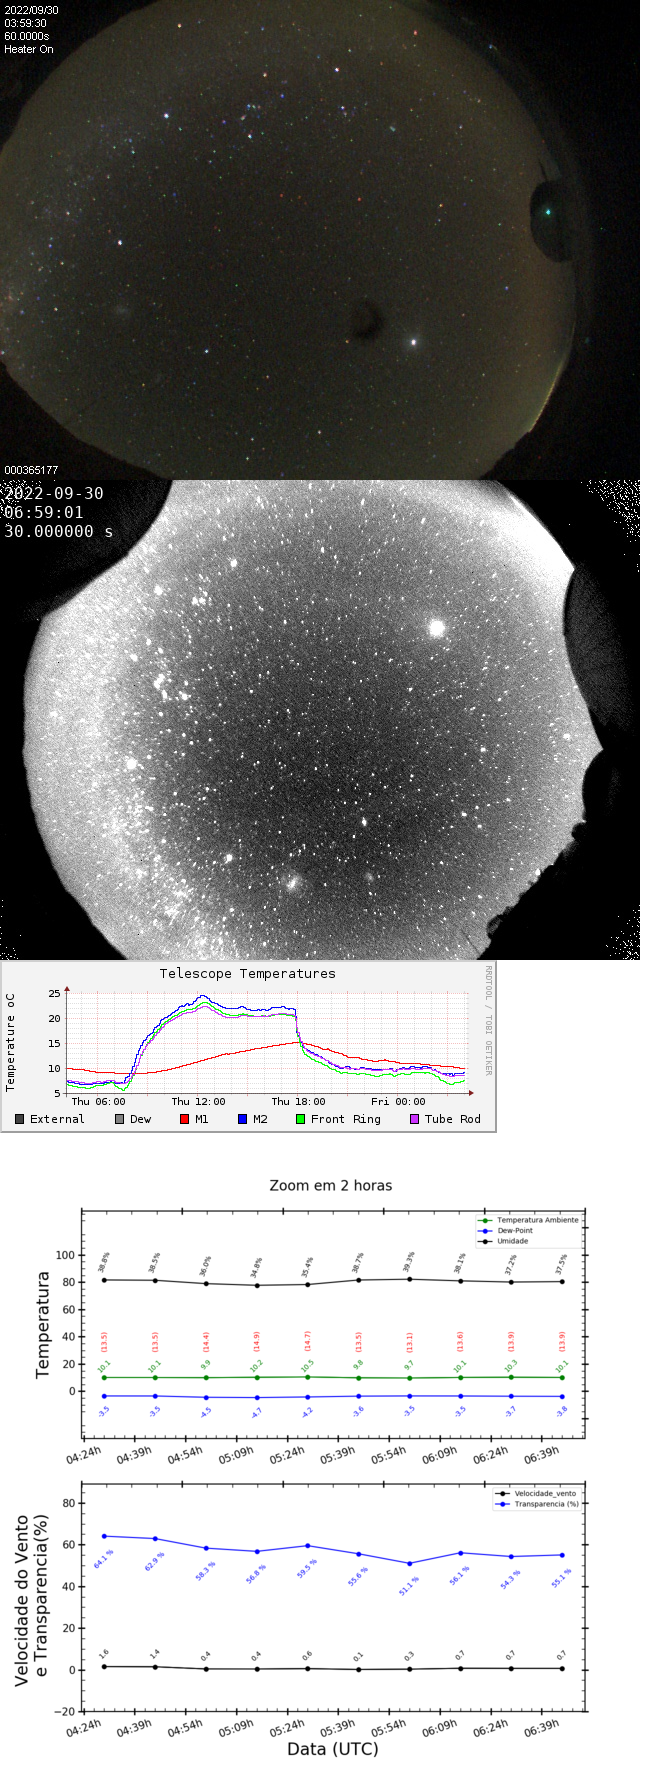 2022/09/30
03:59:30
60.0000s
Heater On
000365177
2022-09-30
06:59:01
30.000000 s
Telescope Temperatures
RRDTOOL / TOBI OETIKER
Temperature oC
25
20
15
10
5
Thu 06:00 Thu 12:00 Thu 18:00 Fri 00:00
External Dew M1 M2 Front Ring Tube Rod
Zoom em 2 horas
Temperatura Ambiente
Dew-Point
Umidade
Temperatura
100
80
60
40
20
0
38.8% 38.5% 36.0% 34.8% 35.4% 38.7% 39.3% 38.1% 37.2% 37.5%
(13.5) (13.5) (14.4) (14.9) (14.7) (13.5) (13.1) (13.6) (13.9) (13.9)
10.1 10.1 9.9 10.2 10.5 9.8 9.7 10.1 10.3 10.1
-3.5 -3.5 -4.5 -4.7 -4.2 -3.6 -3.5 -3.5 -3.7 -3.8
04:24h 04:39h 04:54h 05:09h 05:24h 05:39h 05:54h 06:09h 06:24h 06:39h
Velocidade_vento
Transparencia (%)
Velocidade do Vento
e Transparencia(%)
80
60
40
20
0
−20
64.1 % 62.9 % 58.3 % 56.8 % 59.5 % 55.6 % 51.1 % 56.1 % 54.3 % 55.1 %
1.6 1.4 0.4 0.4 0.6 0.1 0.3 0.7 0.7 0.7
04:24h 04:39h 04:54h 05:09h 05:24h 05:39h 05:54h 06:09h 06:24h 06:39h
Data (UTC)